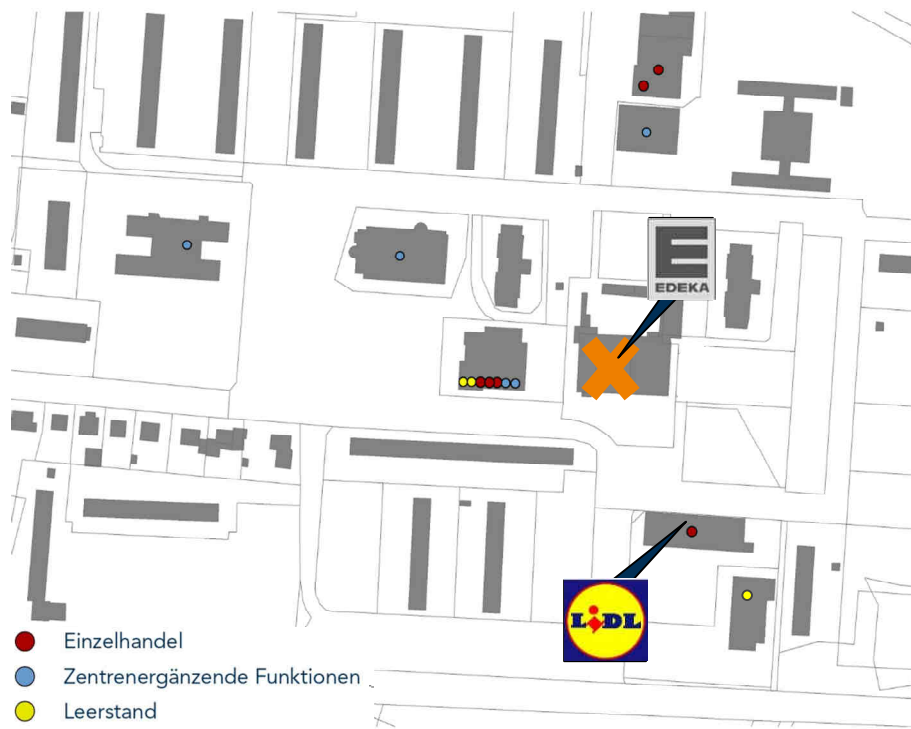 E
EDEKA
LiDL
Einzelhandel
Zentrenergänzende Funktionen
Leerstand